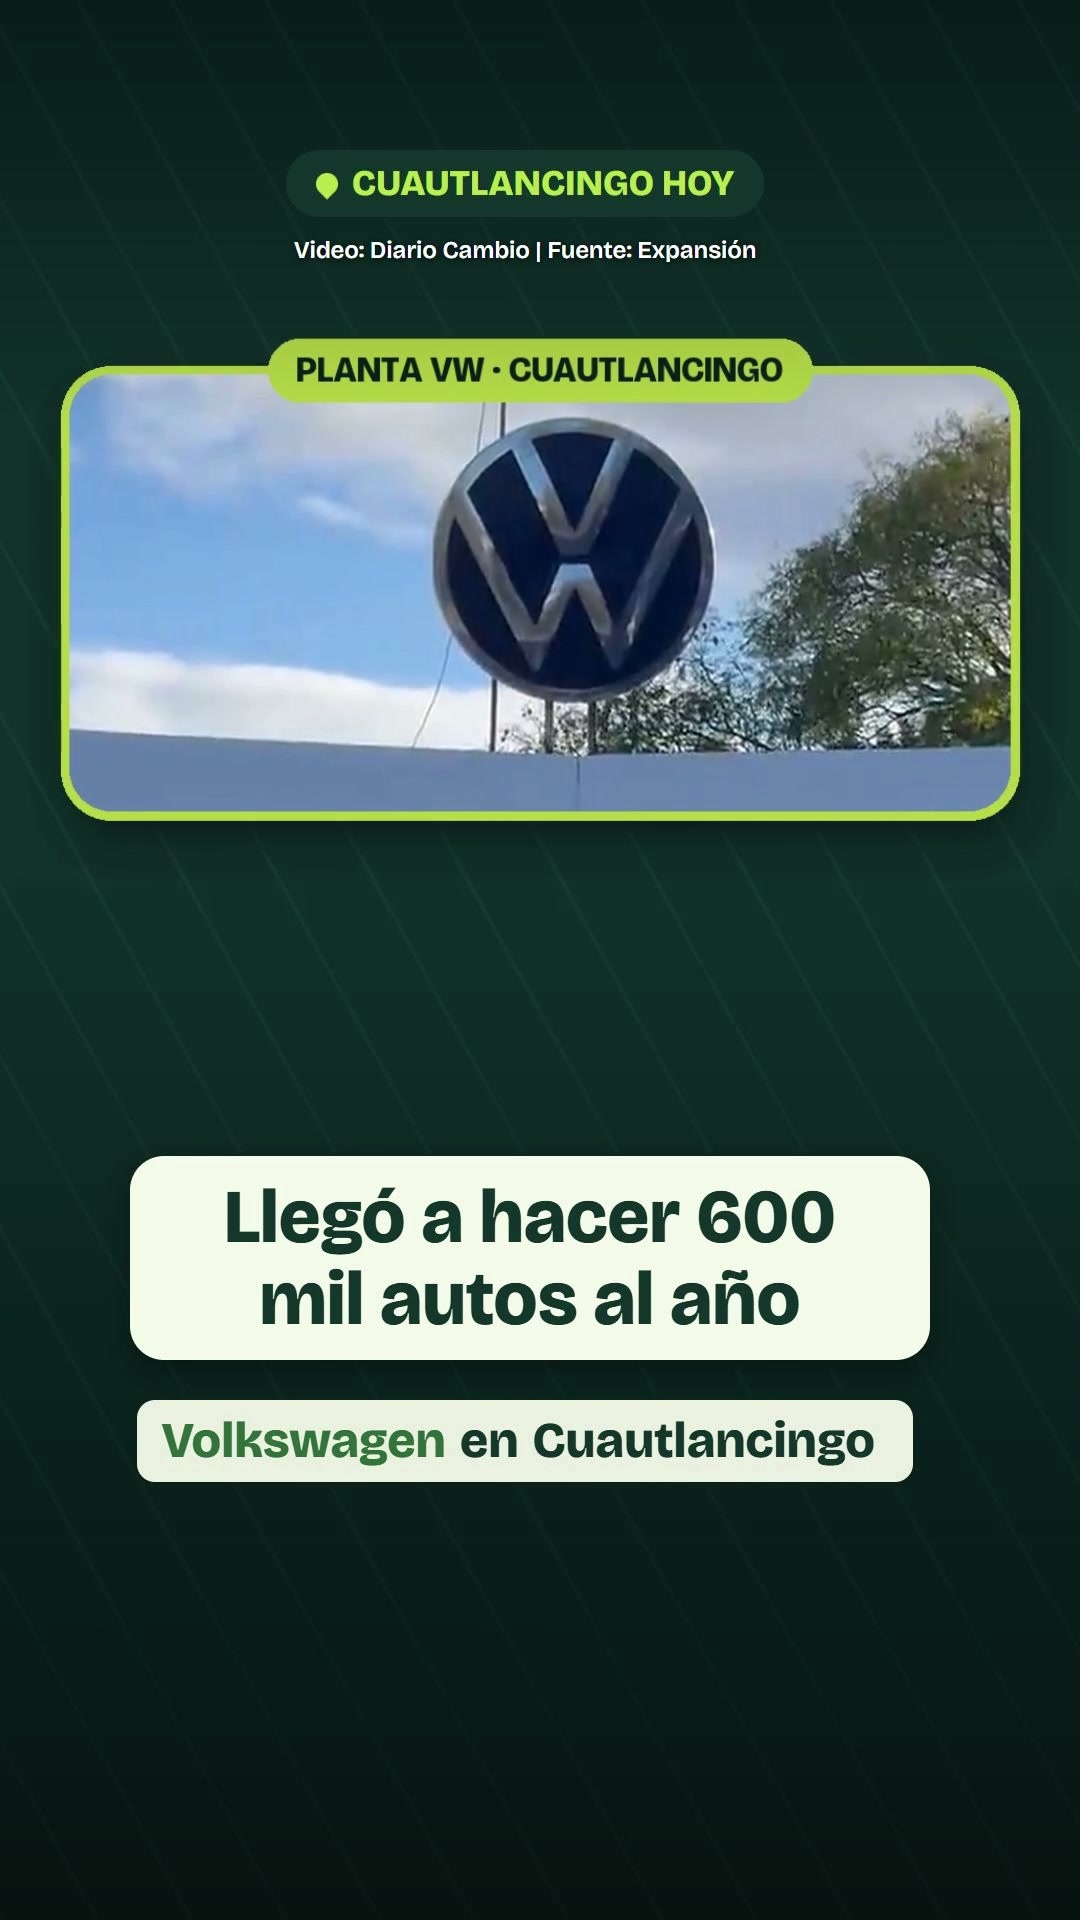 CUAUTLANCINGO HOY
Video: Diario Cambio | Fuente: Expansión
PLANTA VW · CUAUTLANCINGO
Llegó a hacer 600
mil autos al año
Volkswagen en Cuautlancingo